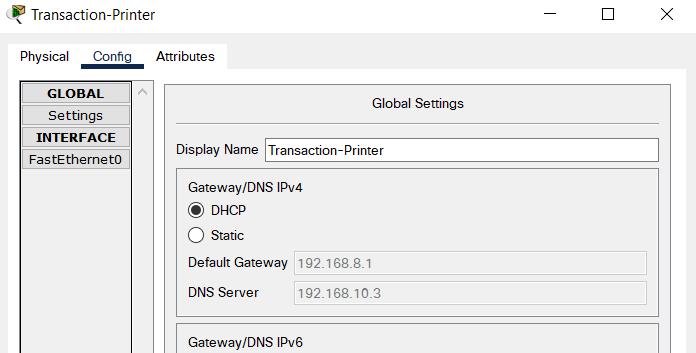 Transaction-Printer
Physical Config Attributes
GLOBAL
Settings
INTERFACE
FastEthernet0
Global Settings
Display Name Transaction-Printer
Gateway/DNS IPv4
DHCP
Static
Default Gateway 192.168.8.1
DNS Server 192.168.10.3
Gateway/DNS IPv6